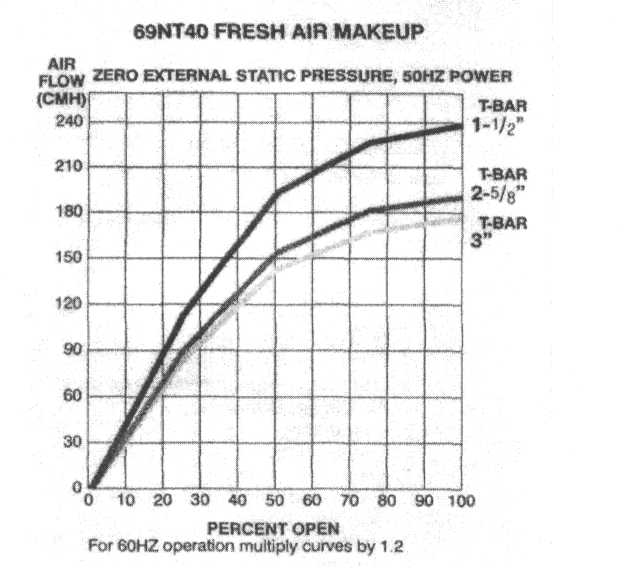 69NT40 FRESH AIR MAKEUP
AIR
FLOW
(CMH)
ZERO EXTERNAL STATIC PRESSURE, 50HZ POWER
240
210
180
150
120
90
60
30
0
T-BAR
1-1/2"
T-BAR
2-5/8"
T-BAR
3"
0 10 20 30 40 50 60 70 80 90 100
PERCENT OPEN
For 60HZ operation multiply curves by 1.2